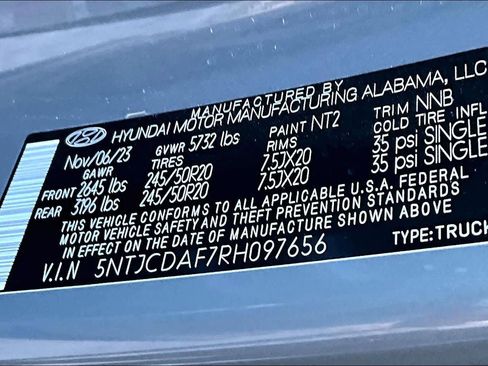 MANUFACTURED BY
HYUNDAI MOTOR MANUFACTURING ALABAMA, LLC
Nov/06/23 GVWR 5732 lbs PAINT NT2 TRIM NNB
GAWR TIRES RIMS COLD TIRE INFL
FRONT 2645 lbs 245/50R20 7.5JX20 35 psi SINGLE
REAR 3196 lbs 245/50R20 7.5JX20 35 psi SINGLE
THIS VEHICLE CONFORMS TO ALL APPLICABLE U.S.A. FEDERAL
MOTOR VEHICLE SAFETY AND THEFT PREVENTION STANDARDS
IN EFFECT ON THE DATE OF MANUFACTURE SHOWN ABOVE
V.I.N 5NTJCDAF7RH097656 TYPE:TRUCK